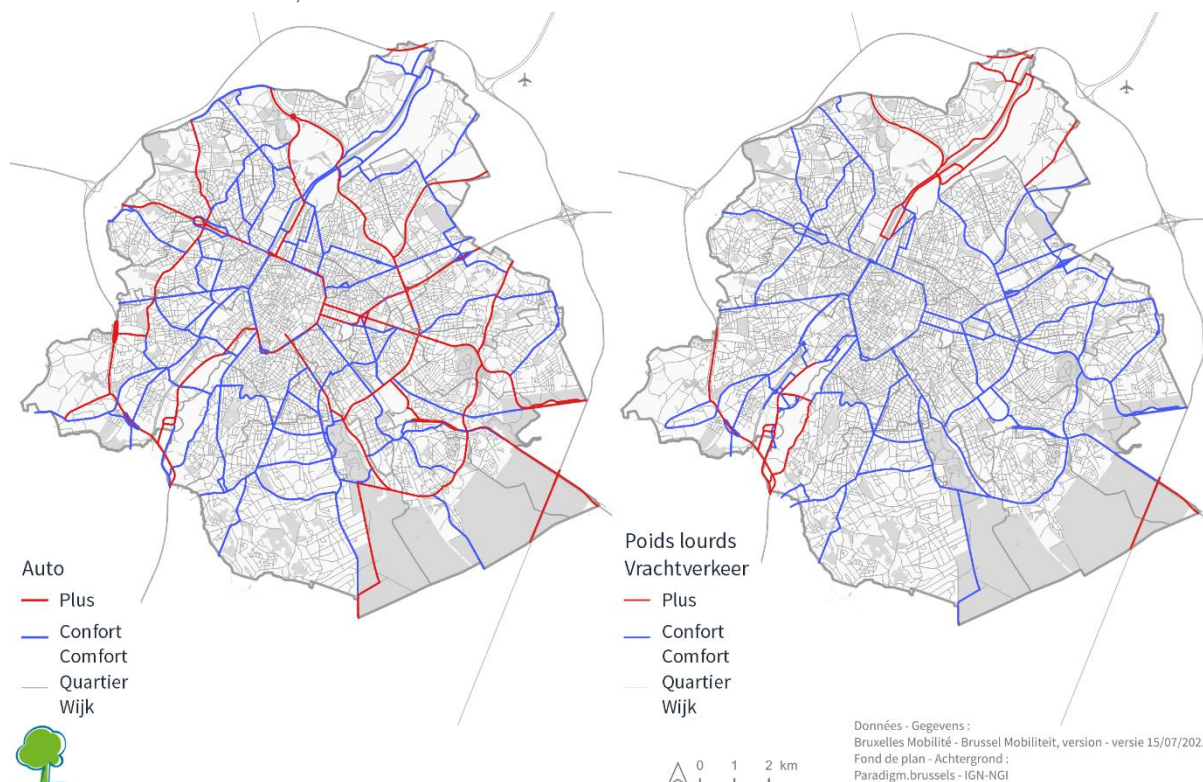 Auto
Plus
Confort
Comfort
Quartier
Wijk
Poids lourds
Vrachtverkeer
Plus
Confort
Comfort
Quartier
Wijk
0 1 2 km
Données - Gegevens :
Bruxelles Mobilité - Brussel Mobiliteit, version - versie 15/07/202
Fond de plan - Achtergrond :
Paradigm.brussels - IGN-NGI